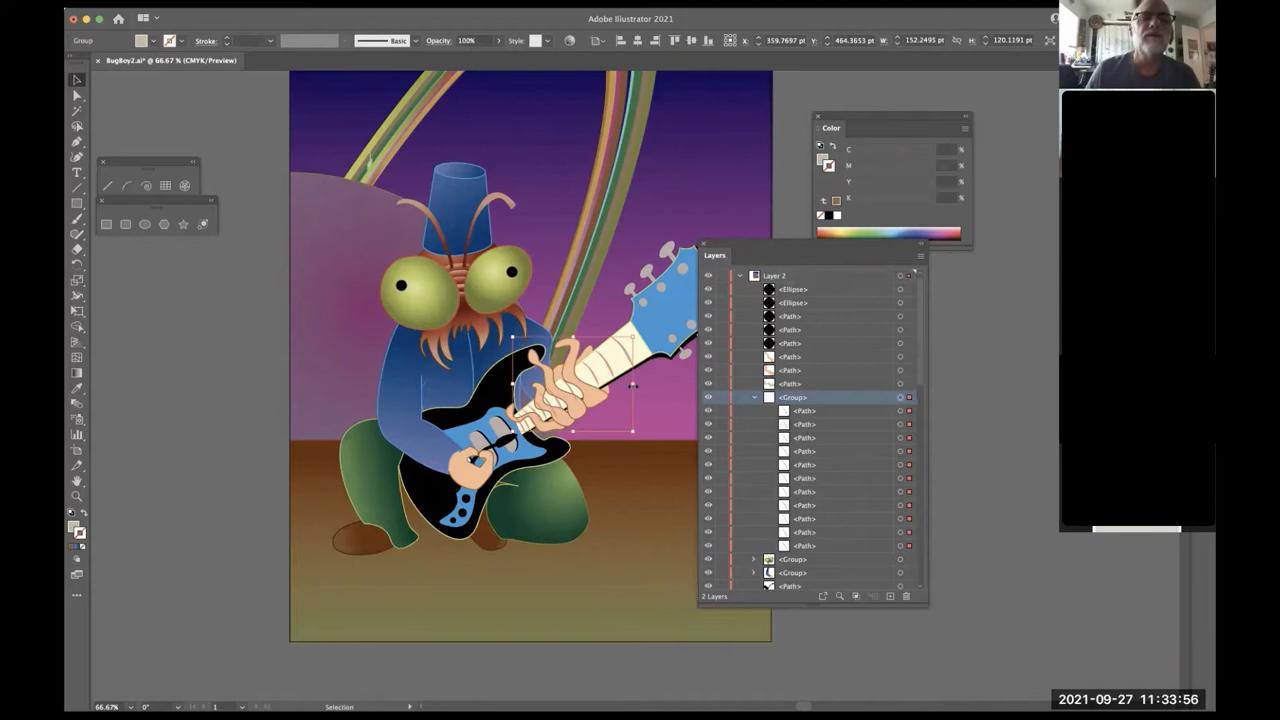 Adobe Illustrator 2021
Group
Stroke:
Basic
Opacity: 100%
Style:
X: 359.7697 pt
Y: 464.3653 pt
W: 152.2495 pt
H: 120.1191 pt
BugBoy2.ai* @ 66.67 % (CMYK/Preview)
Color
C %
M %
Y %
K %
Layers
Layer 2
<Ellipse>
<Ellipse>
<Path>
<Path>
<Path>
<Path>
<Path>
<Path>
<Group>
<Path>
<Path>
<Path>
<Path>
<Path>
<Path>
<Path>
<Path>
<Path>
<Path>
<Path>
<Group>
<Group>
<Path>
2 Layers
66.67%
0°
1
Selection
2021-09-27 11:33:56